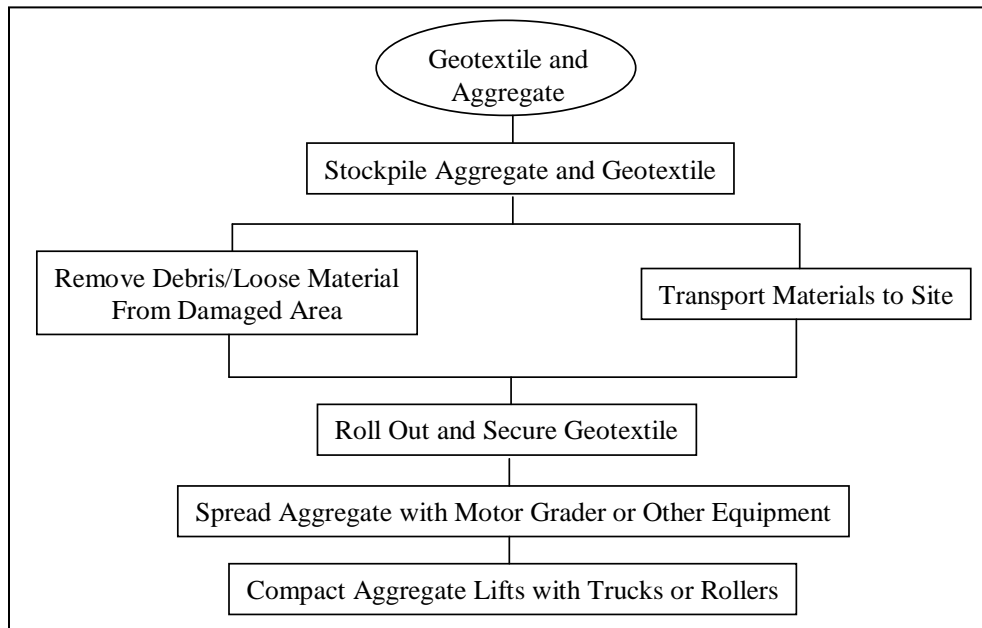 Geotextile and
Aggregate
Stockpile Aggregate and Geotextile
Remove Debris/Loose Material
From Damaged Area
Transport Materials to Site
Roll Out and Secure Geotextile
Spread Aggregate with Motor Grader or Other Equipment
Compact Aggregate Lifts with Trucks or Rollers